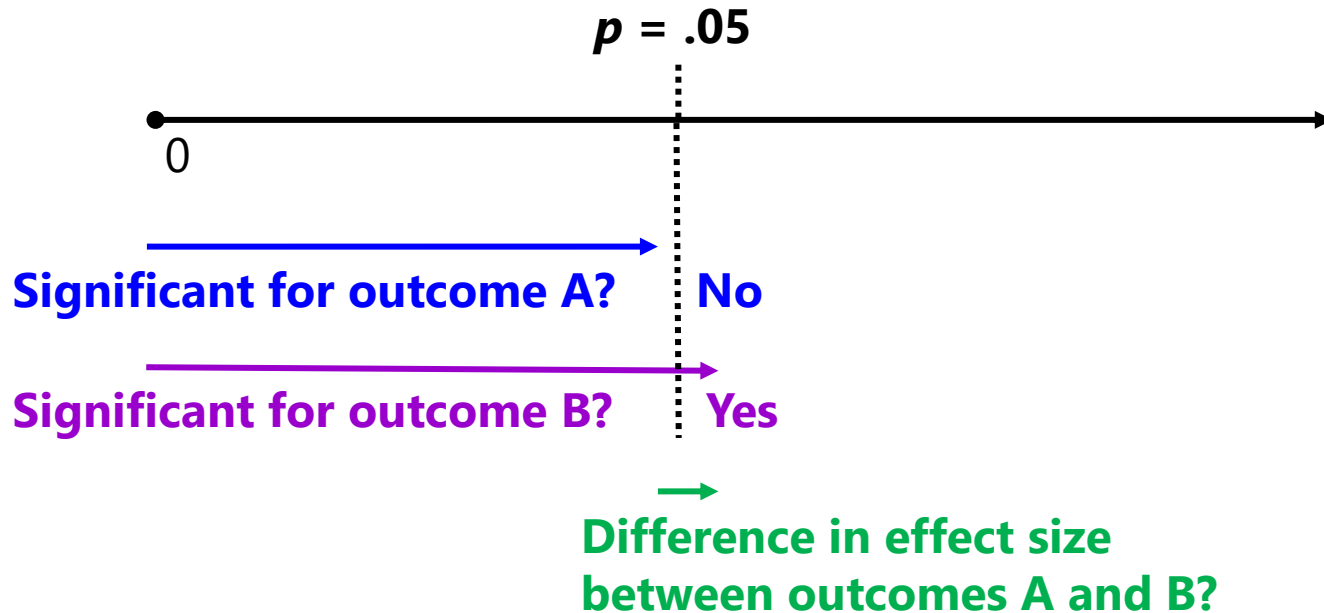 p = .05
0
Significant for outcome A? No
Significant for outcome B? Yes
Difference in effect size
between outcomes A and B?